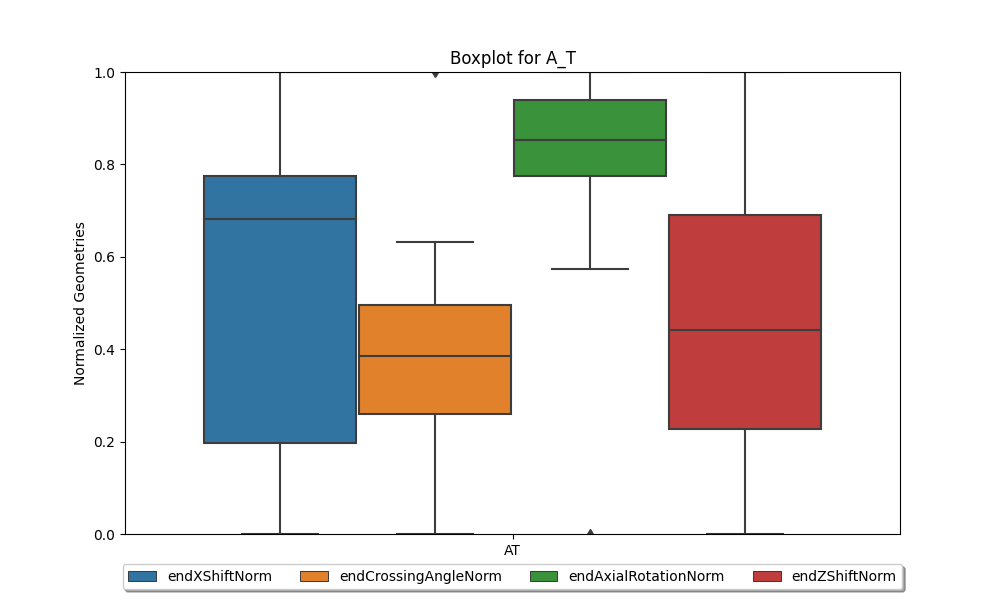 Boxplot for A_T
1.0
0.8
0.6
0.4
0.2
0.0
Normalized Geometries
AT
endXShiftNorm endCrossingAngleNorm endAxialRotationNorm endZShiftNorm